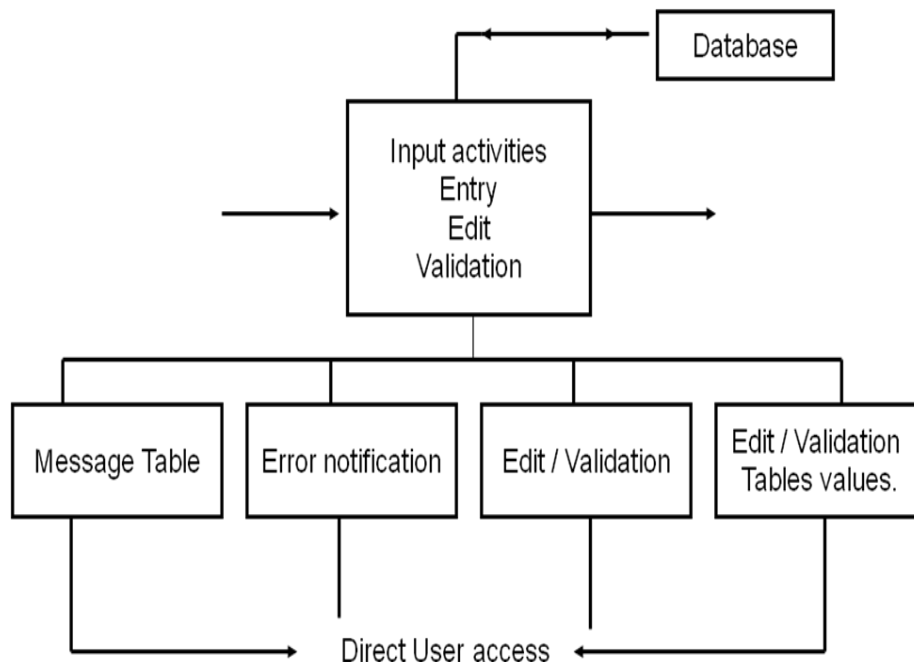 Database
Input activities
Entry
Edit
Validation
Message Table
Error notification
Edit / Validation
Edit / Validation
Tables values.
Direct User access